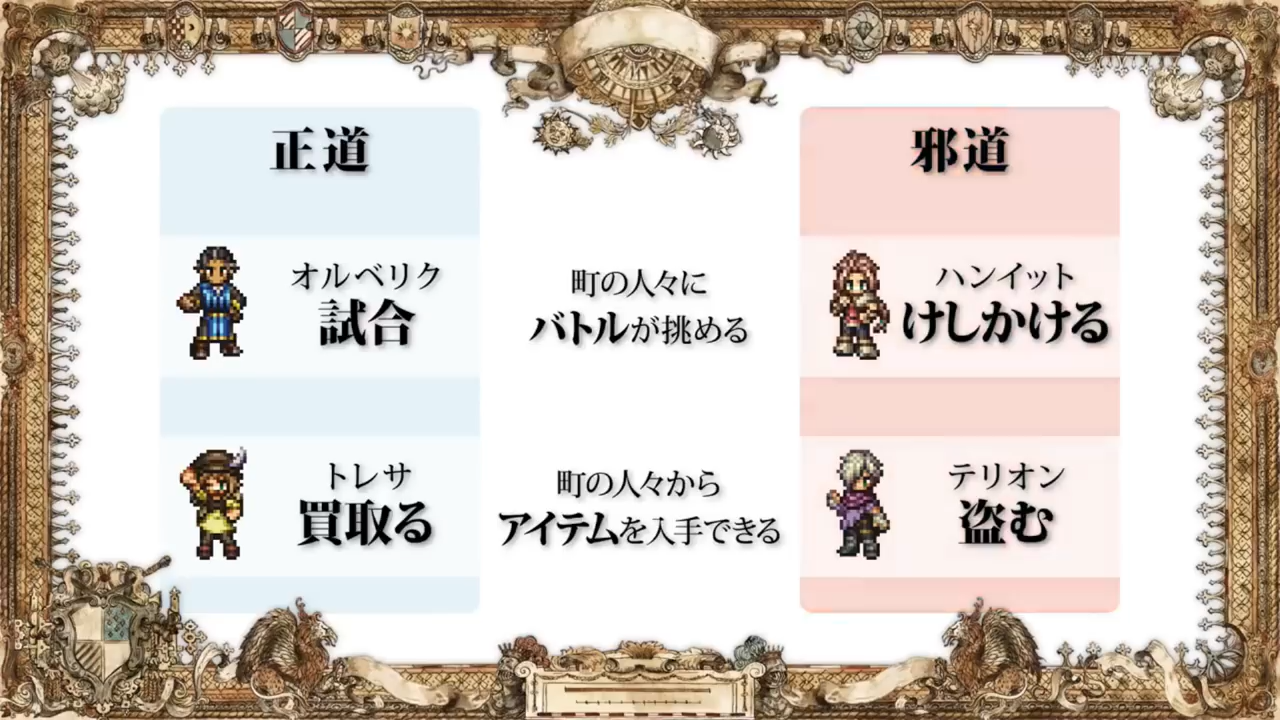 正道
邪道
オルベリク
試合
町の人々に
バトルが挑める
ハンイット
けしかける
トレサ
買取る
町の人々から
アイテムを入手できる
テリオン
盗む